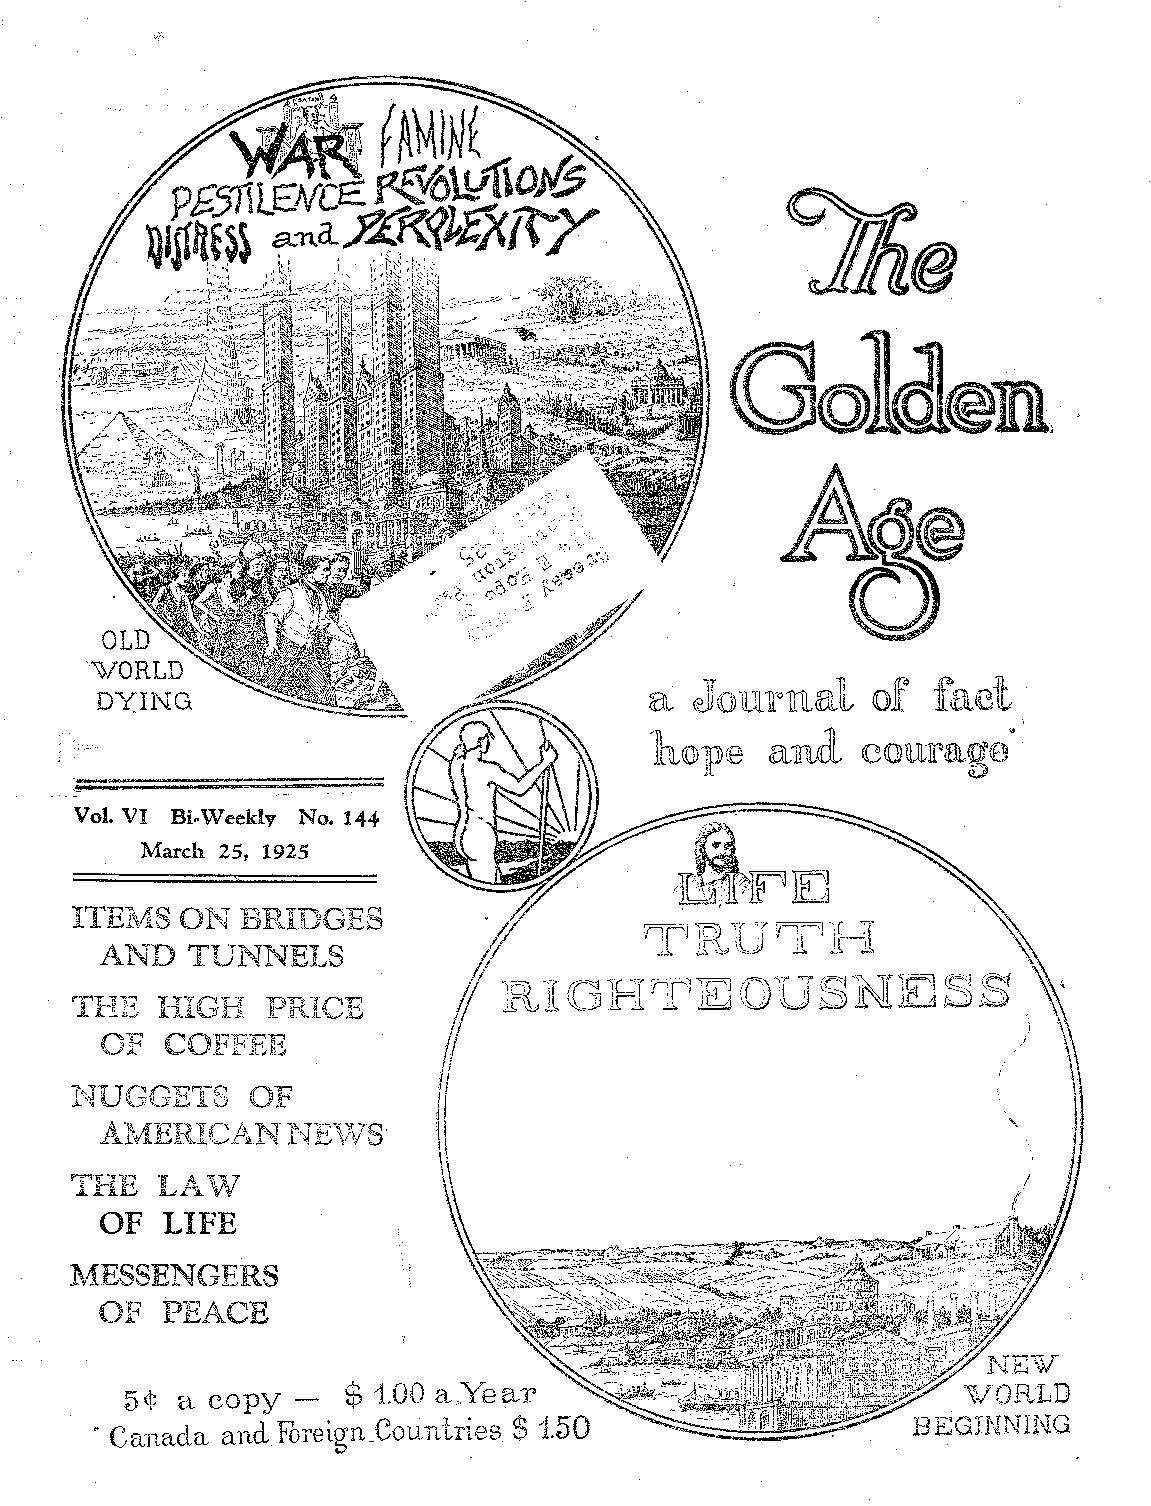 SATAN
WAR FAMINE
PESTILENCE REVOLUTIONS
DISTRESS and PERPLEXITY
The
Golden
Age
a Journal of fact
hope and courage
OLD
WORLD
DYING
Vol. VI Bi-Weekly No. 144
March 25, 1925
ITEMS ON BRIDGES
AND TUNNELS
THE HIGH PRICE
OF COFFEE
NUGGETS OF
AMERICAN NEWS
THE LAW
OF LIFE
MESSENGERS
OF PEACE
5¢ a copy — $ 1.00 a Year
Canada and Foreign Countries $ 1.50
LIFE
TRUTH
RIGHTEOUSNESS
NEW
WORLD
BEGINNING